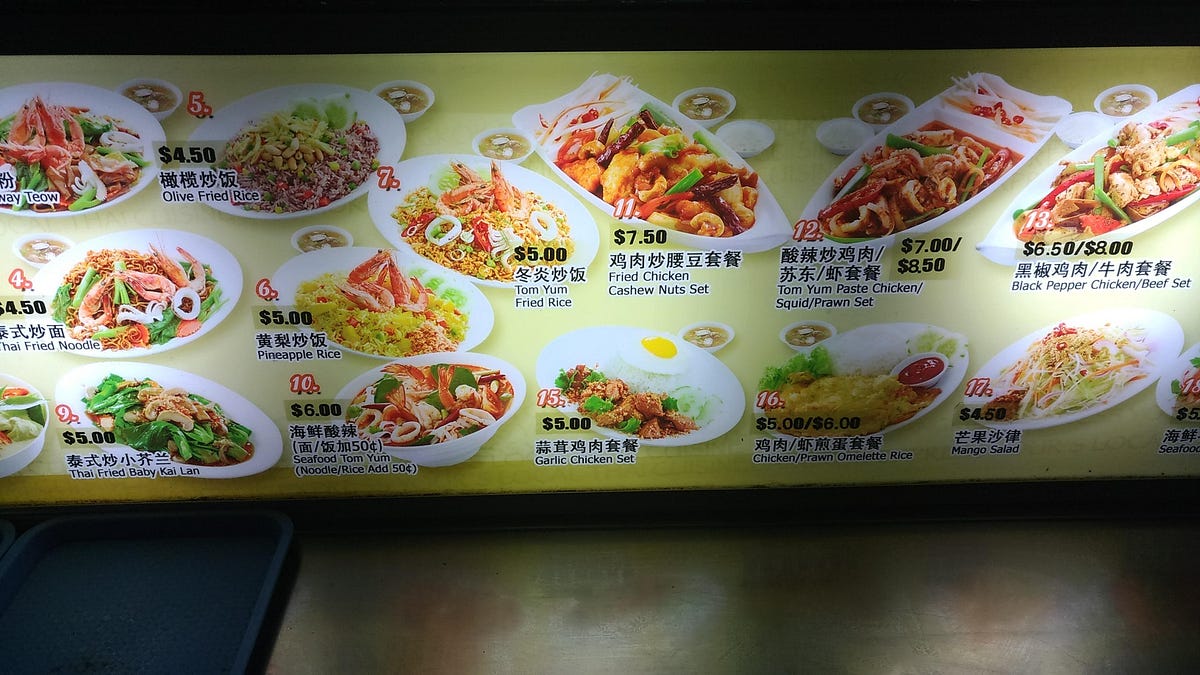 粉
way Teow
5.
$4.50
橄榄炒饭
Olive Fried Rice
7.
$5.00
冬炎炒饭
Tom Yum
Fried Rice
11.
$7.50
鸡肉炒腰豆套餐
Fried Chicken
Cashew Nuts Set
12.
酸辣炒鸡肉/
苏东/虾套餐
$7.00/
$8.50
Tom Yum Paste Chicken/
Squid/Prawn Set
13.
$6.50/$8.00
黑椒鸡肉/牛肉套餐
Black Pepper Chicken/Beef Set
4.
$4.50
泰式炒面
Thai Fried Noodle
6.
$5.00
黄梨炒饭
Pineapple Rice
9.
$5.00
泰式炒小芥兰
Thai Fried Baby Kai Lan
10.
$6.00
海鲜酸辣
(面/饭加50¢)
Seafood Tom Yum
(Noodle/Rice Add 50¢)
15.
$5.00
蒜茸鸡肉套餐
Garlic Chicken Set
16.
$5.00/$6.00
鸡肉/虾煎蛋套餐
Chicken/Prawn Omelette Rice
17.
$4.50
芒果沙律
Mango Salad
海鲜
Seafood